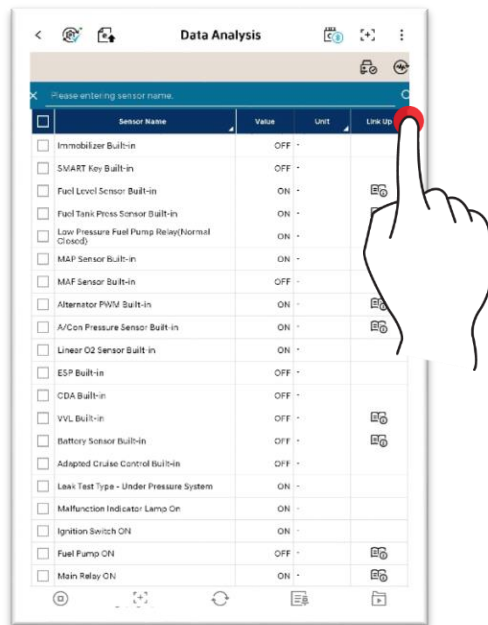 Data Analysis
Please entering sensor name.
Sensor Name Value Unit Link Up
Immobilizer Built-in OFF -
SMART Key Built-in OFF -
Fuel Level Sensor Built-in ON -
Fuel Tank Press Sensor Built-in ON -
Low Pressure Fuel Pump Relay(Normal
Closed) ON -
MAP Sensor Built-in ON -
MAF Sensor Built-in OFF -
Alternator PWM Built-in ON -
A/Con Pressure Sensor Built-in ON -
Linear O2 Sensor Built-in ON -
ESP Built-in OFF -
CDA Built-in OFF -
VVL Built-in OFF -
Battery Sensor Built-in OFF -
Adapted Cruise Control Built-in OFF -
Leak Test Type - Under Pressure System ON -
Malfunction Indicator Lamp On ON -
Ignition Switch ON ON -
Fuel Pump ON OFF -
Main Relay ON ON -